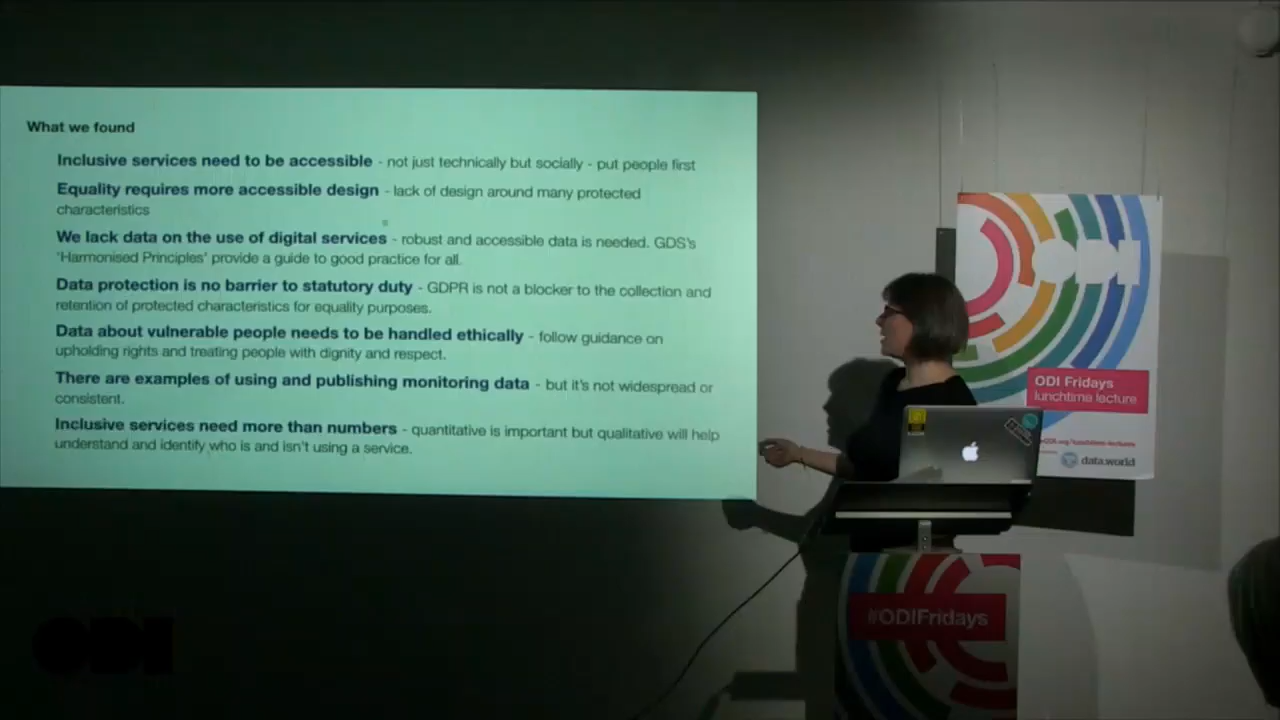 What we found
Inclusive services need to be accessible - not just technically but socially - put people first
Equality requires more accessible design - lack of design around many protected
characteristics
We lack data on the use of digital services - robust and accessible data is needed. GDS's
'Harmonised Principles' provide a guide to good practice for all.
Data protection is no barrier to statutory duty - GDPR is not a blocker to the collection and
retention of protected characteristics for equality purposes.
Data about vulnerable people needs to be handled ethically - follow guidance on
upholding rights and treating people with dignity and respect.
There are examples of using and publishing monitoring data - but it's not widespread or
consistent.
Inclusive services need more than numbers - quantitative is important but qualitative will help
understand and identify who is and isn't using a service.
ODI Fridays
lunchtime lecture
data.world
#ODIFridays
ODI